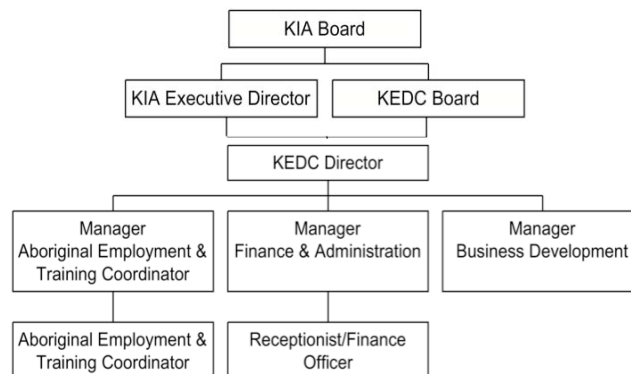 KIA Board
KIA Executive Director
KEDC Board
KEDC Director
Manager
Aboriginal Employment &
Training Coordinator
Manager
Finance & Administration
Manager
Business Development
Aboriginal Employment &
Training Coordinator
Receptionist/Finance
Officer